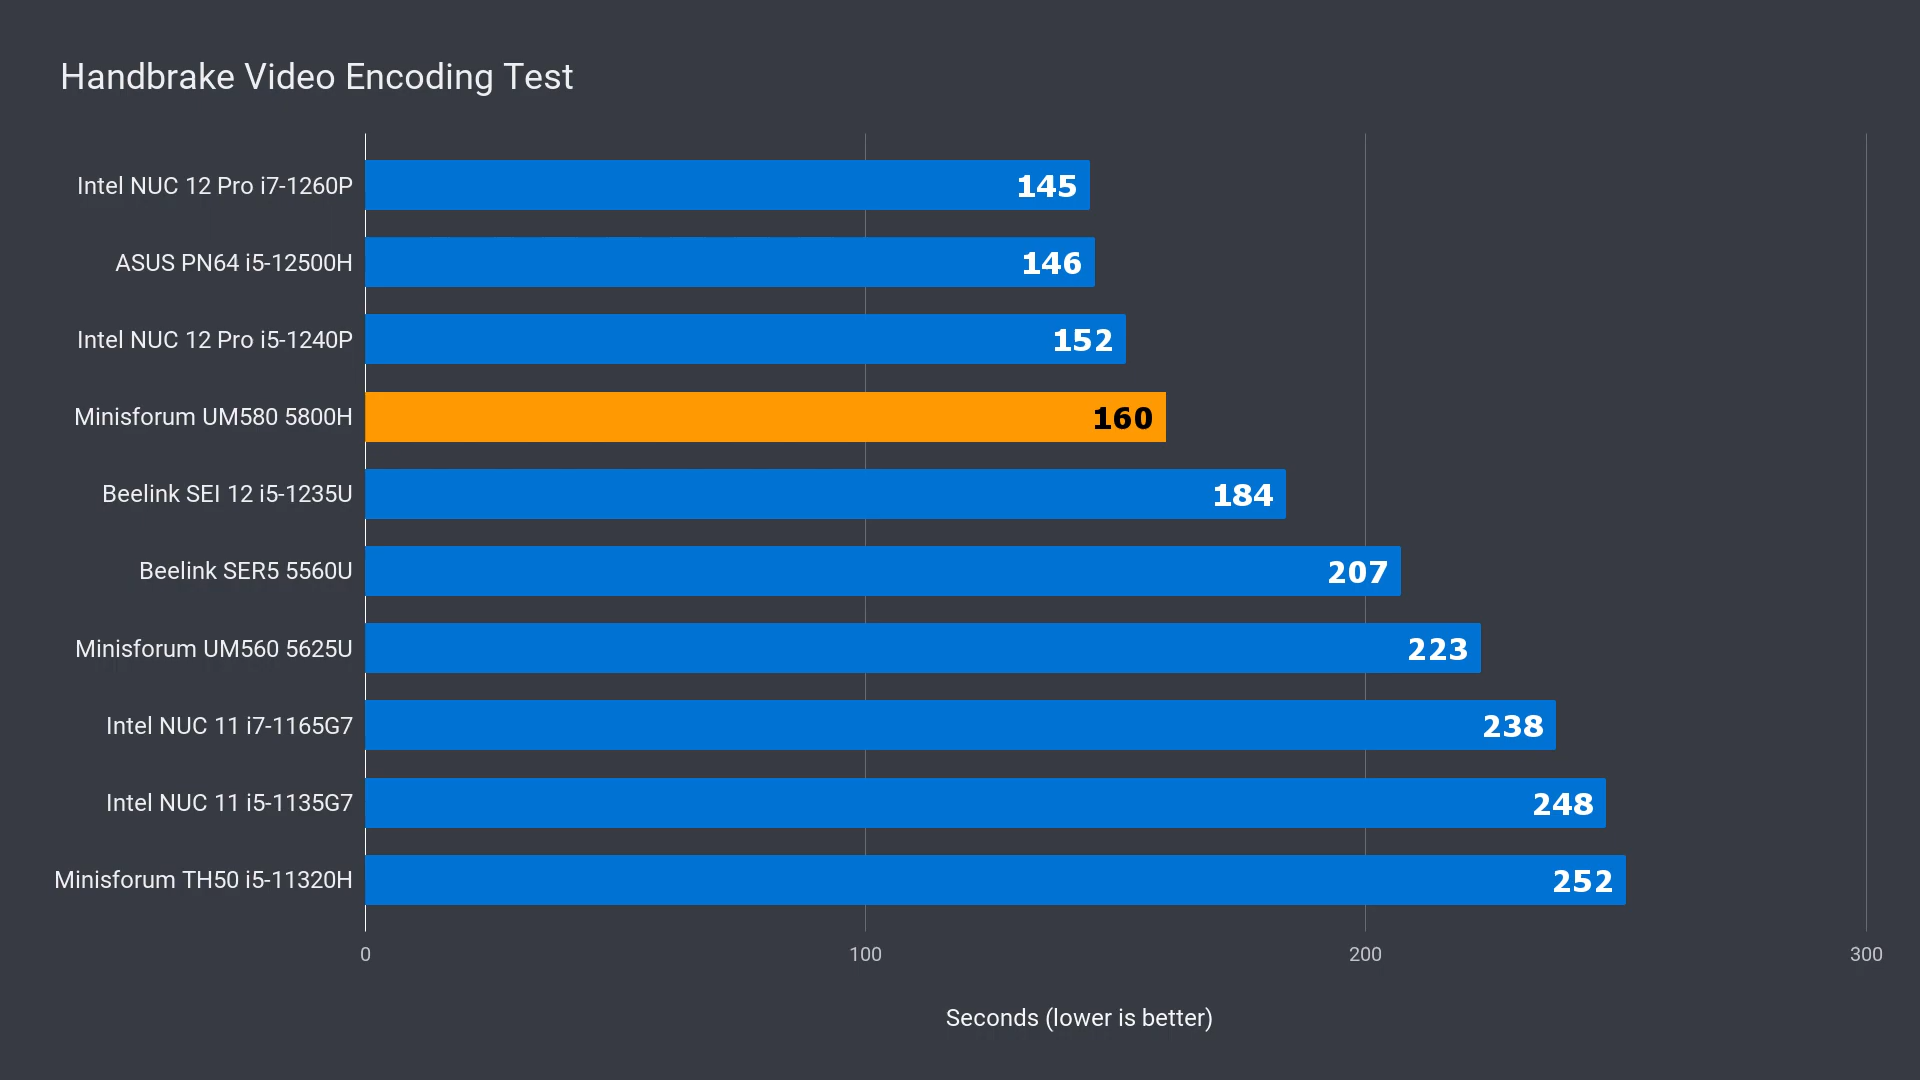 Handbrake Video Encoding Test
Intel NUC 12 Pro i7-1260P 145
ASUS PN64 i5-12500H 146
Intel NUC 12 Pro i5-1240P 152
Minisforum UM580 5800H 160
Beelink SEI 12 i5-1235U 184
Beelink SER5 5560U 207
Minisforum UM560 5625U 223
Intel NUC 11 i7-1165G7 238
Intel NUC 11 i5-1135G7 248
Minisforum TH50 i5-11320H 252
0 100 200 300
Seconds (lower is better)